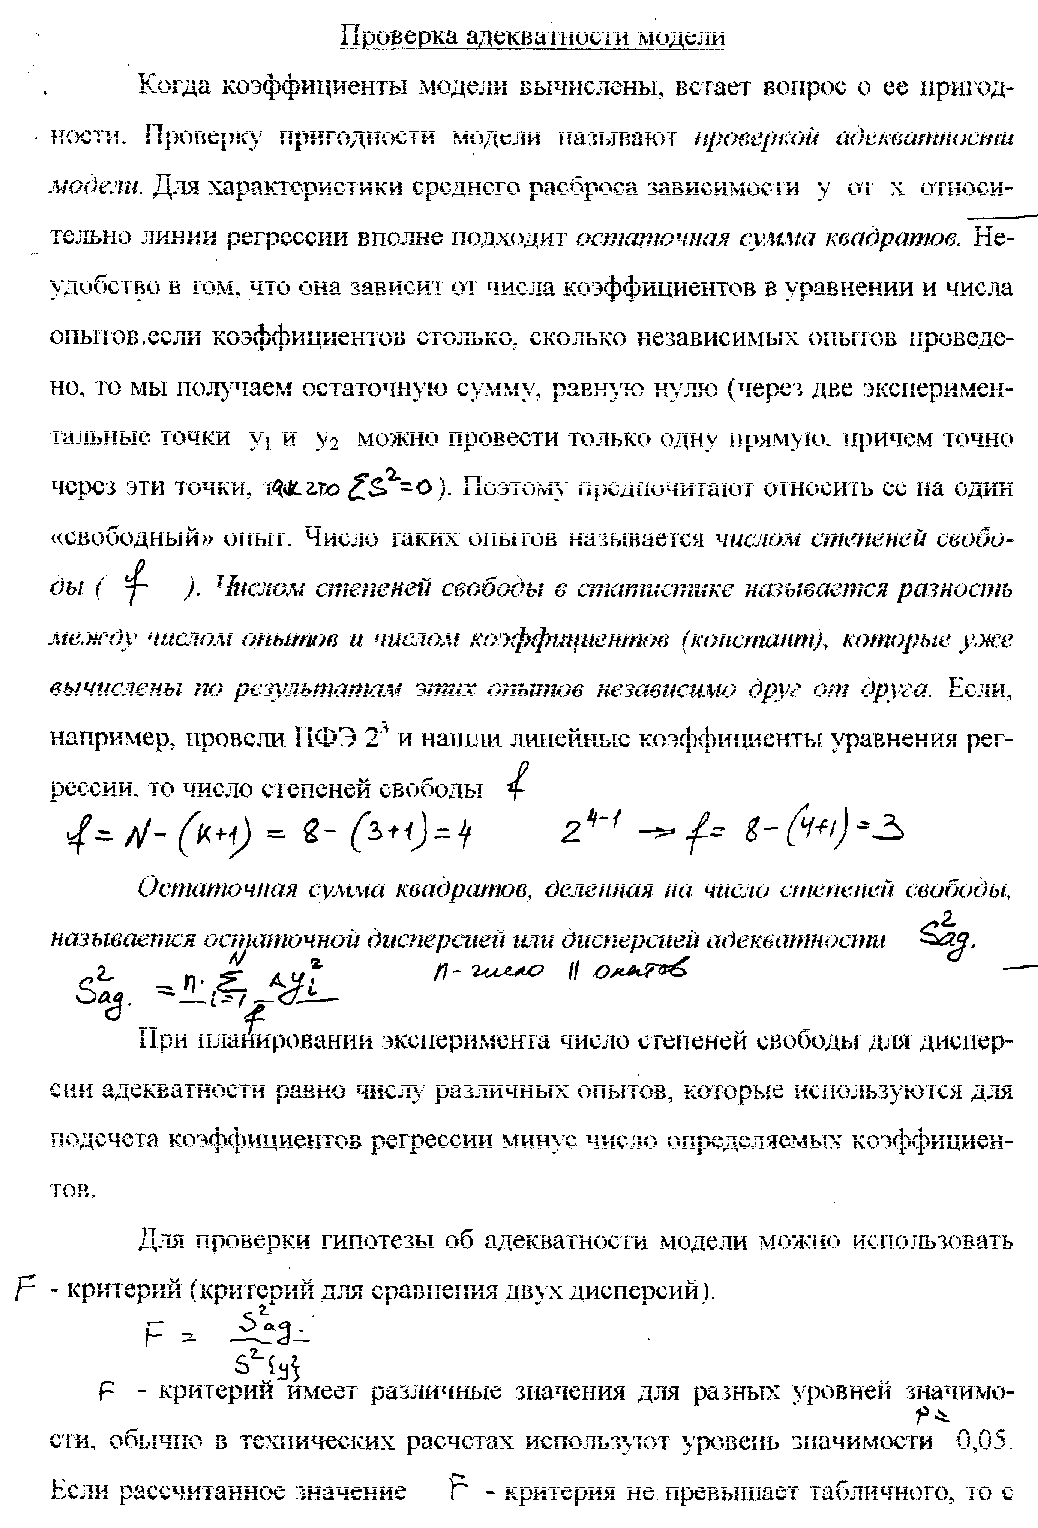 Проверка адекватности модели
Когда коэффициенты модели вычислены, встает вопрос о ее пригод-
ности. Проверку пригодности модели называют проверкой адекватности
модели. Для характеристики среднего расброса зависимости у от х относи-
тельно линии регрессии вполне подходит остаточная сумма квадратов. Не-
удобство в том, что она зависит от числа коэффициентов в уравнении и числа
опытов.если коэффициентов столько, сколько независимых опытов проведе-
но, то мы получаем остаточную сумму, равную нулю (через две эксперимен-
тальные точки y₁ и y₂ можно провести только одну прямую, причем точно
через эти точки, так что ΣS²=0). Поэтому предпочитают относить ее на один
«свободный» опыт. Число таких опытов называется числом степеней свобо-
ды ( f ). Числом степеней свободы в статистике называется разность
между числом опытов и числом коэффициентов (констант), которые уже
вычислены по результатам этих опытов независимо друг от друга. Если,
например, провели ПФЭ 2³ и нашли линейные коэффициенты уравнения рег-
рессии, то число степеней свободы f
f = N - (K+1) = 8 - (3+1) = 4 2⁴⁻¹ → f = 8 - (4+1) = 3
Остаточная сумма квадратов, деленная на число степеней свободы,
называется остаточной дисперсией или дисперсией адекватности S²ад.
S²ад. = n·Σ(i=1..N) Δyi² / f n - число || опытов
При планировании эксперимента число степеней свободы для диспер-
сии адекватности равно числу различных опытов, которые используются для
подсчета коэффициентов регрессии минус число определяемых коэффициен-
тов.
Для проверки гипотезы об адекватности модели можно использовать
F - критерий (критерий для сравнения двух дисперсий).
F = S²ад. / S²{y}
F - критерий имеет различные значения для разных уровней значимо-
сти, обычно в технических расчетах используют уровень значимости p = 0,05.
Если рассчитанное значение F - критерия не превышает табличного, то с